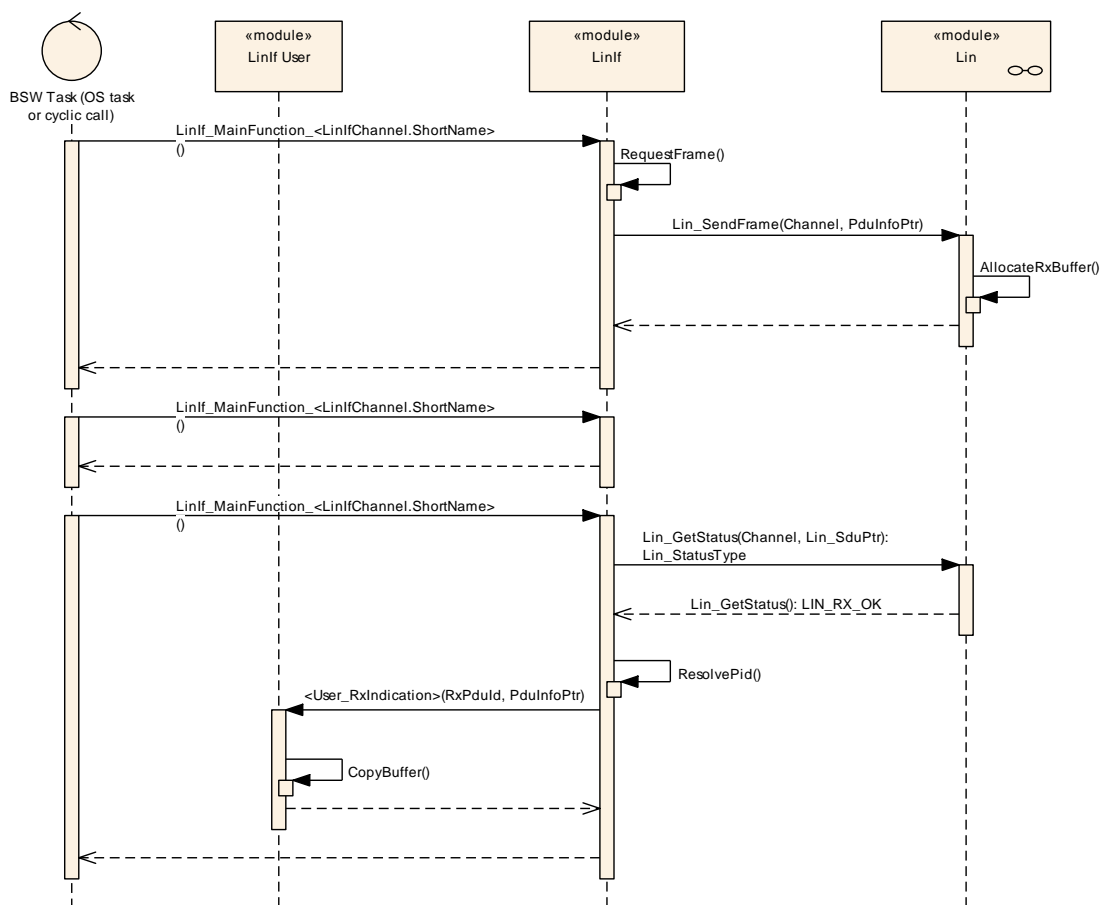 «module»
LinIf User
«module»
LinIf
«module»
Lin
BSW Task (OS task
or cyclic call)
LinIf_MainFunction_<LinIfChannel.ShortName>
()
RequestFrame()
Lin_SendFrame(Channel, PduInfoPtr)
AllocateRxBuffer()
LinIf_MainFunction_<LinIfChannel.ShortName>
()
LinIf_MainFunction_<LinIfChannel.ShortName>
()
Lin_GetStatus(Channel, Lin_SduPtr):
Lin_StatusType
Lin_GetStatus(): LIN_RX_OK
ResolvePid()
<User_RxIndication>(RxPduId, PduInfoPtr)
CopyBuffer()